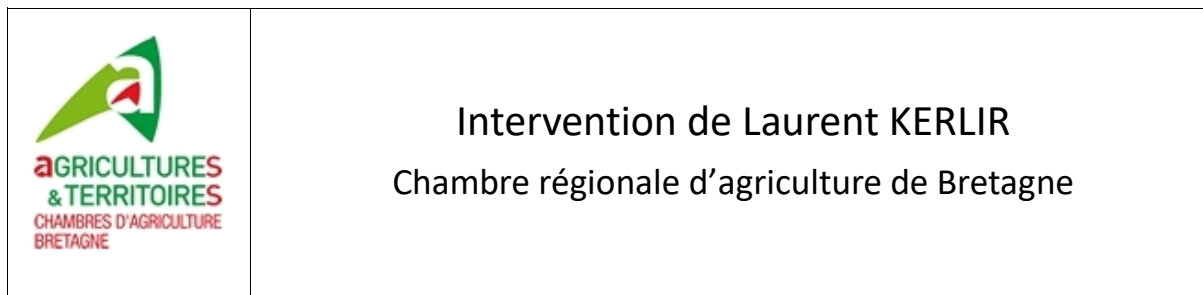 aGRICULTURES
& TERRITOIRES
CHAMBRES D'AGRICULTURE
BRETAGNE
Intervention de Laurent KERLIR
Chambre régionale d’agriculture de Bretagne